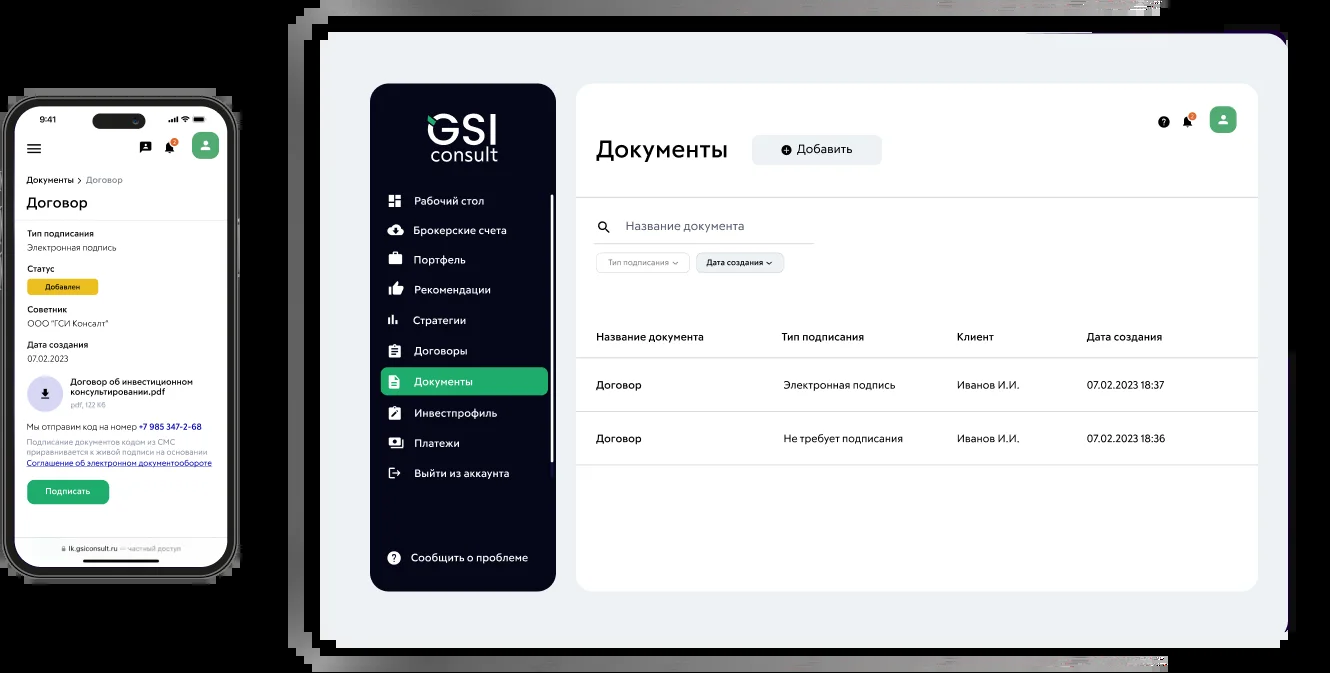 9:41
2
Документы > Договор
Договор
Тип подписания
Электронная подпись
Статус
Добавлен
Советник
ООО "ГСИ Консалт"
Дата создания
07.02.2023
Договор об инвестиционном
консультировании.pdf
pdf, 122 Кб
Мы отправим код на номер +7 985 347-2-68
Подписание документов кодом из СМС
приравнивается к живой подписи на основании
Соглашение об электронном документообороте
Подписать
lk.gsiconsult.ru — частный доступ
GSI
consult
Рабочий стол
Брокерские счета
Портфель
Рекомендации
Стратегии
Договоры
Документы
Инвестпрофиль
Платежи
Выйти из аккаунта
Сообщить о проблеме
2
Документы
Добавить
Название документа
Тип подписания Дата создания
Название документа Тип подписания Клиент Дата создания
Договор Электронная подпись Иванов И.И. 07.02.2023 18:37
Договор Не требует подписания Иванов И.И. 07.02.2023 18:36